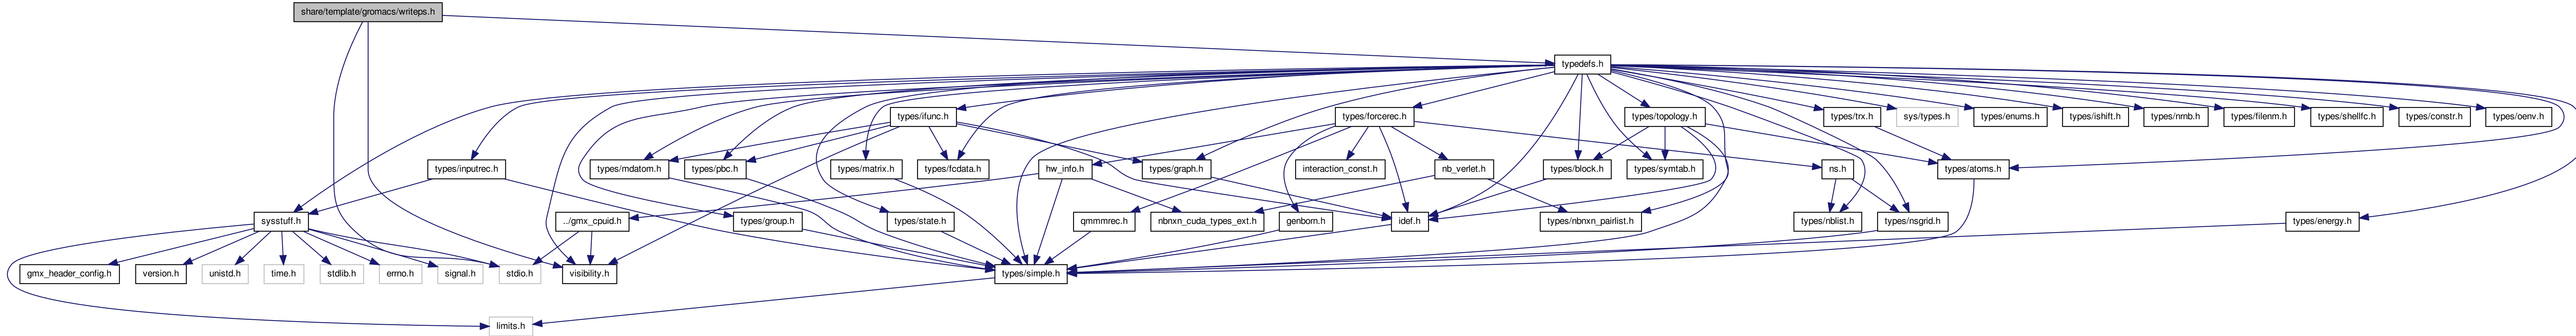 share/template/gromacs/writeps.h
typedefs.h
types/ifunc.h
types/forcerec.h
types/topology.h
types/trx.h
sys/types.h
types/enums.h
types/ishift.h
types/nrnb.h
types/filenm.h
types/shellfc.h
types/constr.h
types/oenv.h
types/inputrec.h
types/mdatom.h
types/pbc.h
types/matrix.h
types/fcdata.h
hw_info.h
types/graph.h
interaction_const.h
nb_verlet.h
types/block.h
types/symtab.h
ns.h
types/atoms.h
sysstuff.h
../gmx_cpuid.h
types/group.h
types/state.h
qmmmrec.h
nbnxn_cuda_types_ext.h
genborn.h
idef.h
types/nbnxn_pairlist.h
types/nblist.h
types/nsgrid.h
types/energy.h
gmx_header_config.h
version.h
unistd.h
time.h
stdlib.h
errno.h
signal.h
stdio.h
visibility.h
types/simple.h
limits.h